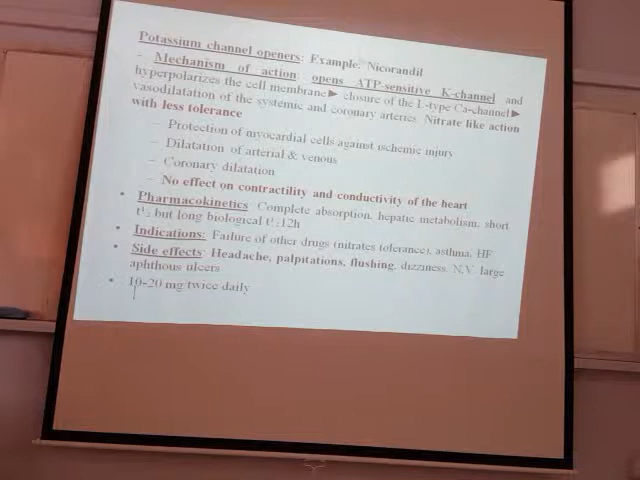 Potassium channel openers: Example. Nicorandil
- Mechanism of action: opens ATP-sensitive K-channel and
hyperpolarizes the cell membrane► closure of the L-type Ca-channel►
vasodilatation of the systemic and coronary arteries. Nitrate like action
with less tolerance
– Protection of myocardial cells against ischemic injury
– Dilatation of arterial & venous
– Coronary dilatation
– No effect on contractility and conductivity of the heart
• Pharmacokinetics: Complete absorption, hepatic metabolism, short
t½ but long biological t½:12h
• Indications: Failure of other drugs (nitrates tolerance), asthma, HF
• Side effects: Headache, palpitations, flushing, dizziness, N,V, large
aphthous ulcers
• 10-20 mg twice daily